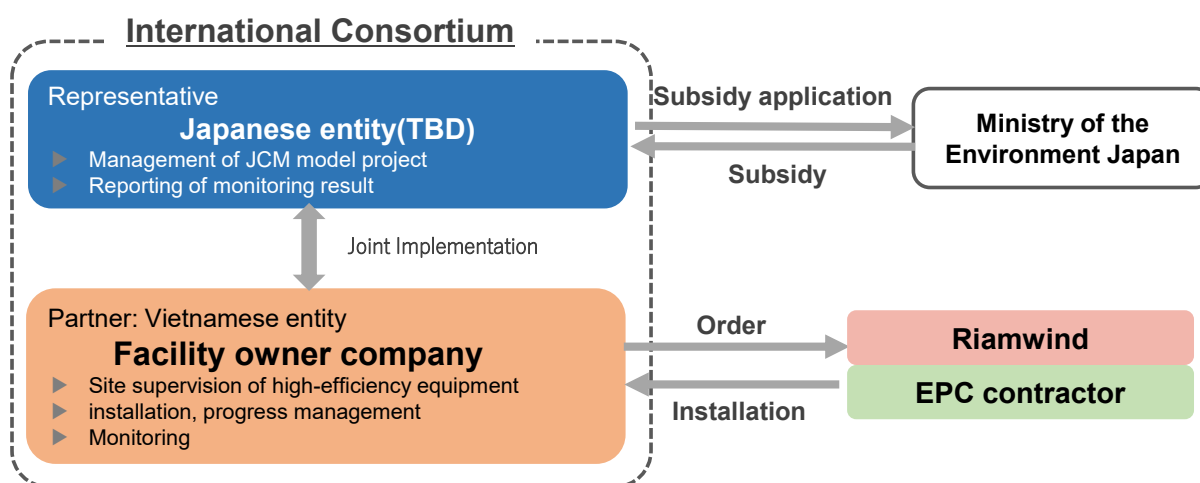 International Consortium
Representative
Japanese entity(TBD)
Management of JCM model project
Reporting of monitoring result
Subsidy application
Subsidy
Ministry of the
Environment Japan
Joint Implementation
Partner: Vietnamese entity
Facility owner company
Site supervision of high-efficiency equipment
installation, progress management
Monitoring
Order
Installation
Riamwind
EPC contractor